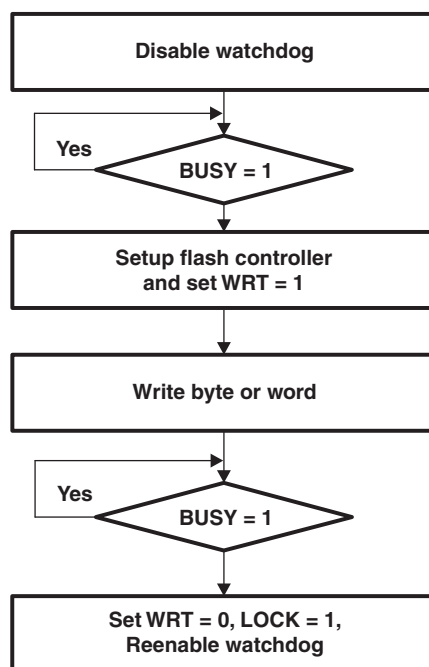 Disable watchdog
Yes
BUSY = 1
Setup flash controller
and set WRT = 1
Write byte or word
Yes
BUSY = 1
Set WRT = 0, LOCK = 1,
Reenable watchdog